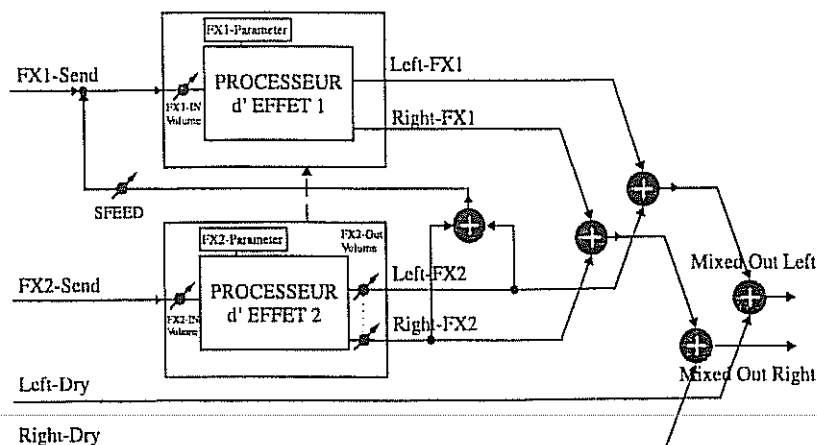 FX1-Parameter
Left-FX1
FX1-Send
PROCESSEUR
d' EFFET 1
FX1-IN
Volume
Right-FX1
SFEED
FX2-Parameter
FX2-Out
Volume
Left-FX2
Mixed Out Left
FX2-Send
PROCESSEUR
d' EFFET 2
FX2-IN
Volume
Right-FX2
Mixed Out Right
Left-Dry
Right-Dry